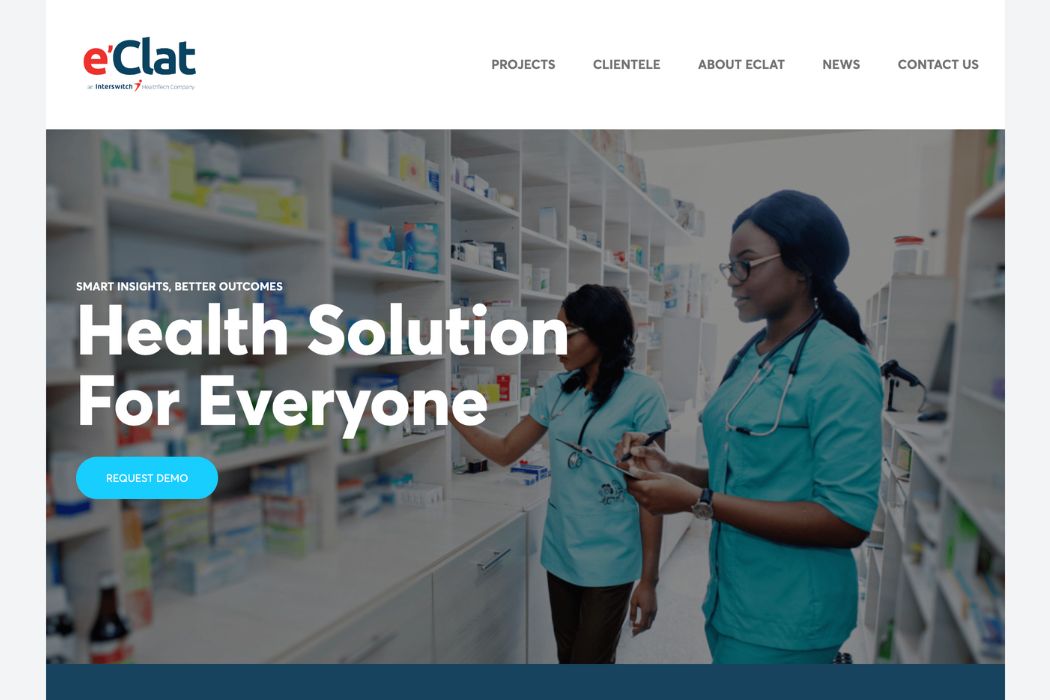 e'Clat
an Interswitch HealthTech Company
PROJECTS CLIENTELE ABOUT ECLAT NEWS CONTACT US
SMART INSIGHTS, BETTER OUTCOMES
Health Solution
For Everyone
REQUEST DEMO